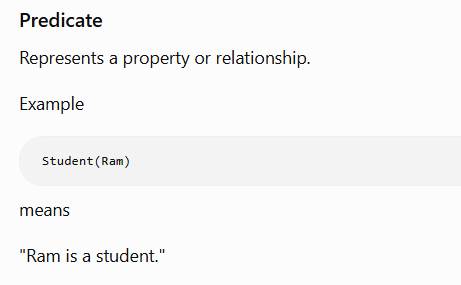 Predicate
Represents a property or relationship.
Example
Student(Ram)
means
"Ram is a student."